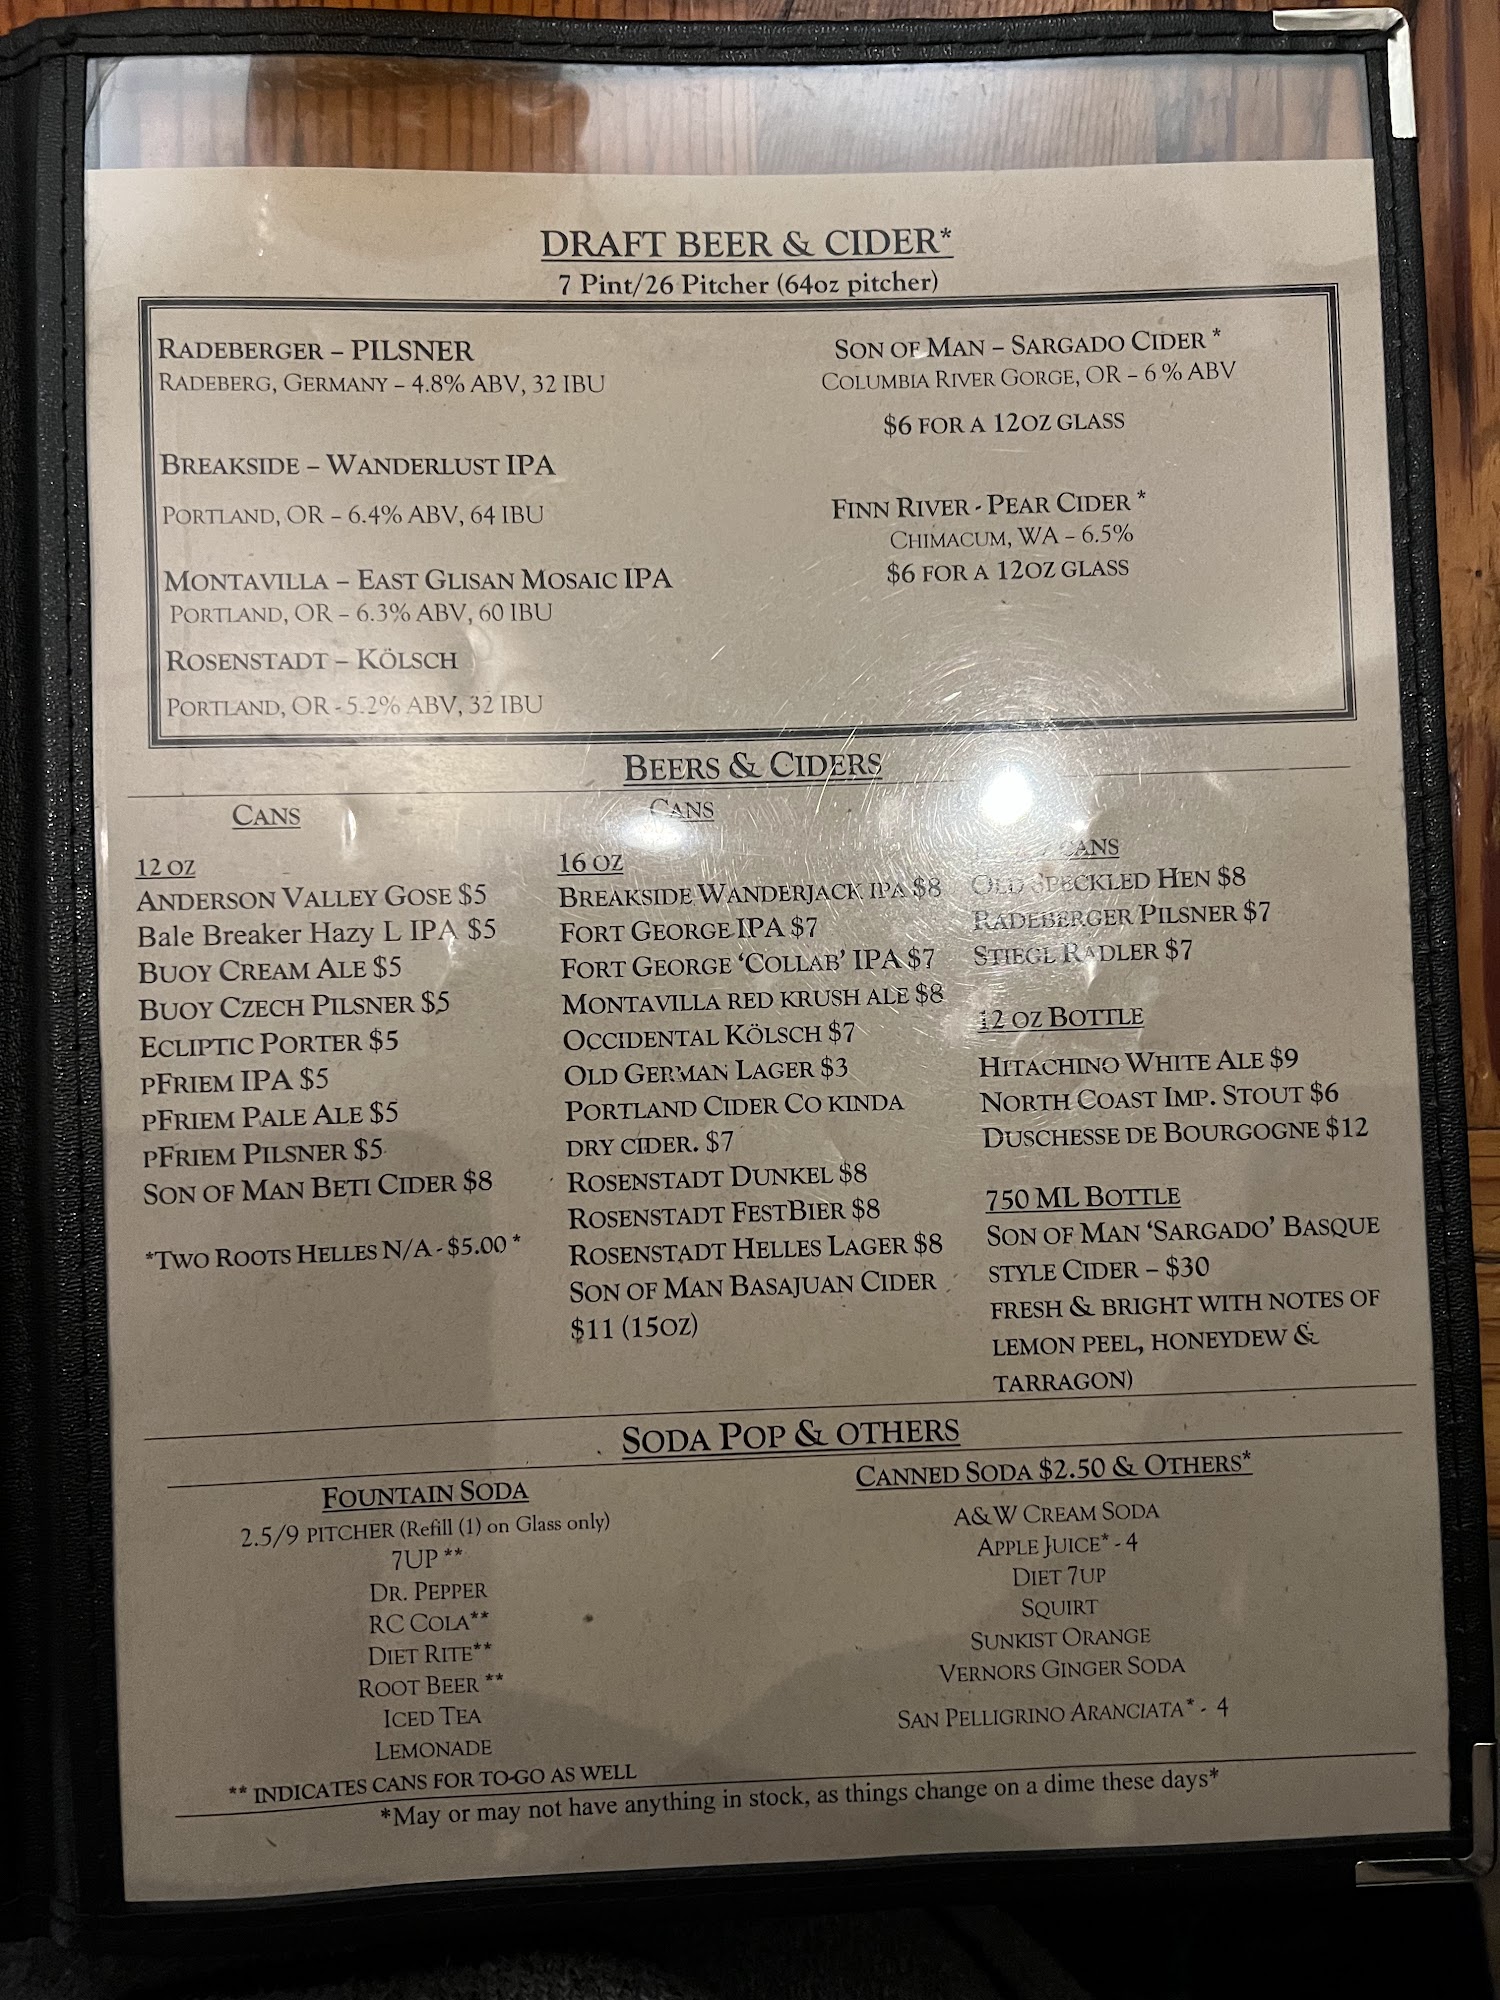 DRAFT BEER & CIDER*
7 Pint/26 Pitcher (64oz pitcher)
RADEBERGER – PILSNER
RADEBERG, GERMANY – 4.8% ABV, 32 IBU
BREAKSIDE – WANDERLUST IPA
PORTLAND, OR – 6.4% ABV, 64 IBU
MONTAVILLA – EAST GLISAN MOSAIC IPA
PORTLAND, OR – 6.3% ABV, 60 IBU
ROSENSTADT – KÖLSCH
PORTLAND, OR - 5.2% ABV, 32 IBU
SON OF MAN – SARGADO CIDER *
COLUMBIA RIVER GORGE, OR – 6 % ABV
$6 FOR A 12OZ GLASS
FINN RIVER - PEAR CIDER *
CHIMACUM, WA – 6.5%
$6 FOR A 12OZ GLASS
BEERS & CIDERS
CANS
12 OZ
ANDERSON VALLEY GOSE $5
Bale Breaker Hazy L IPA $5
BUOY CREAM ALE $5
BUOY CZECH PILSNER $5
ECLIPTIC PORTER $5
PFRIEM IPA $5
PFRIEM PALE ALE $5
PFRIEM PILSNER $5
SON OF MAN BETI CIDER $8
*TWO ROOTS HELLES N/A - $5.00 *
CANS
16 OZ
BREAKSIDE WANDERJACK IPA $8
FORT GEORGE IPA $7
FORT GEORGE ‘COLLAB’ IPA $7
MONTAVILLA RED KRUSH ALE $8
OCCIDENTAL KÖLSCH $7
OLD GERMAN LAGER $3
PORTLAND CIDER CO KINDA
DRY CIDER. $7
ROSENSTADT DUNKEL $8
ROSENSTADT FESTBIER $8
ROSENSTADT HELLES LAGER $8
SON OF MAN BASAJUAN CIDER
$11 (15OZ)
CANS
OLD SPECKLED HEN $8
RADEBERGER PILSNER $7
STIEGL RADLER $7
12 OZ BOTTLE
HITACHINO WHITE ALE $9
NORTH COAST IMP. STOUT $6
DUSCHESSE DE BOURGOGNE $12
750 ML BOTTLE
SON OF MAN ‘SARGADO’ BASQUE
STYLE CIDER – $30
FRESH & BRIGHT WITH NOTES OF
LEMON PEEL, HONEYDEW &
TARRAGON)
SODA POP & OTHERS
FOUNTAIN SODA
2.5/9 PITCHER (Refill (1) on Glass only)
7UP **
DR. PEPPER
RC COLA**
DIET RITE**
ROOT BEER **
ICED TEA
LEMONADE
** INDICATES CANS FOR TO-GO AS WELL
CANNED SODA $2.50 & OTHERS*
A&W CREAM SODA
APPLE JUICE* - 4
DIET 7UP
SQUIRT
SUNKIST ORANGE
VERNORS GINGER SODA
SAN PELLIGRINO ARANCIATA* - 4
*May or may not have anything in stock, as things change on a dime these days*